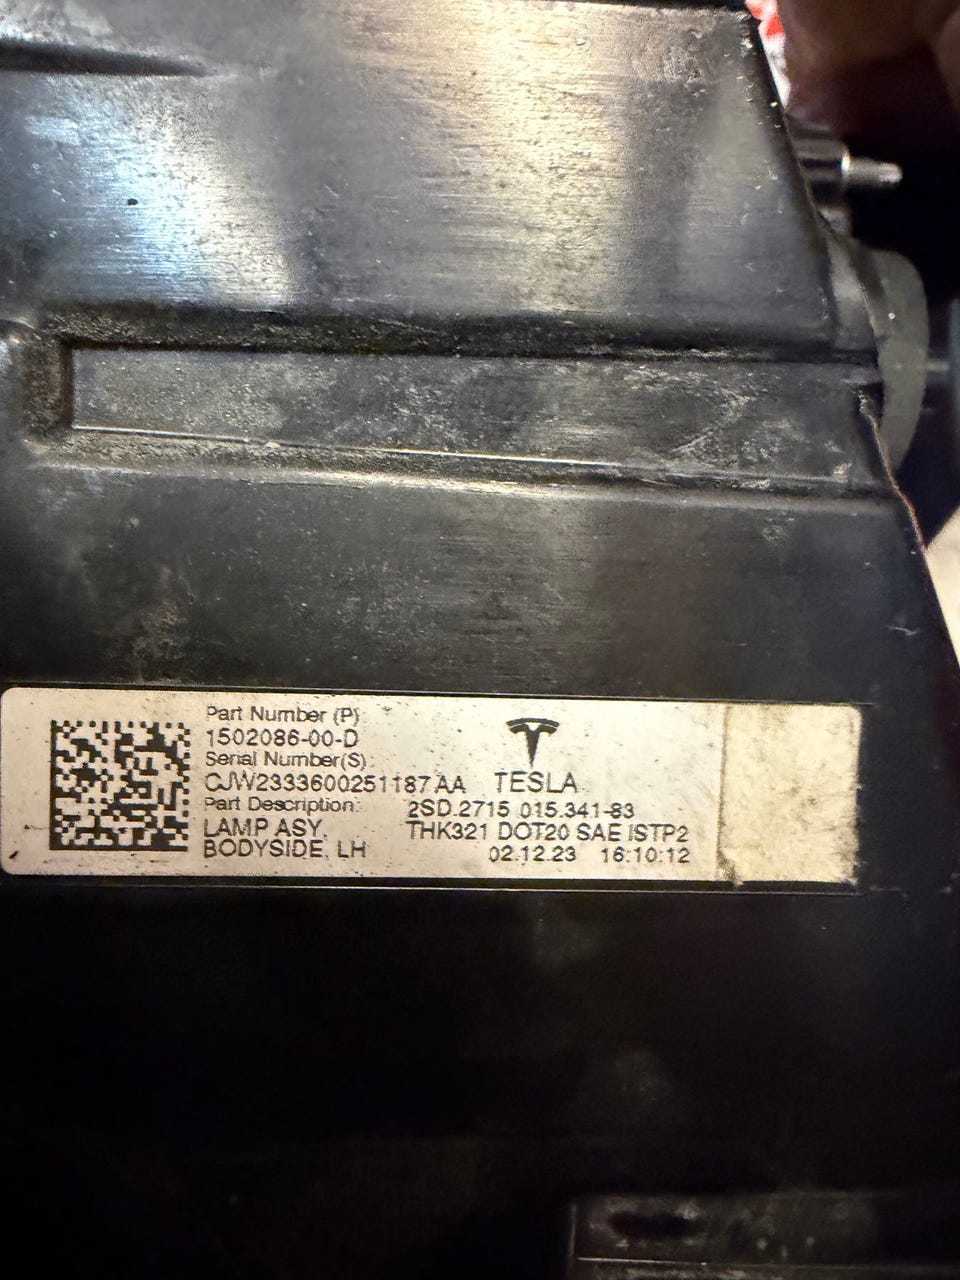 Part Number (P)
1502086-00-D
Serial Number(S):
CJW2333600251187 AA
Part Description:
LAMP ASY,
BODYSIDE, LH
TESLA
2SD.2715 015.341-83
THK321 DOT20 SAE ISTP2
02.12.23 16:10:12